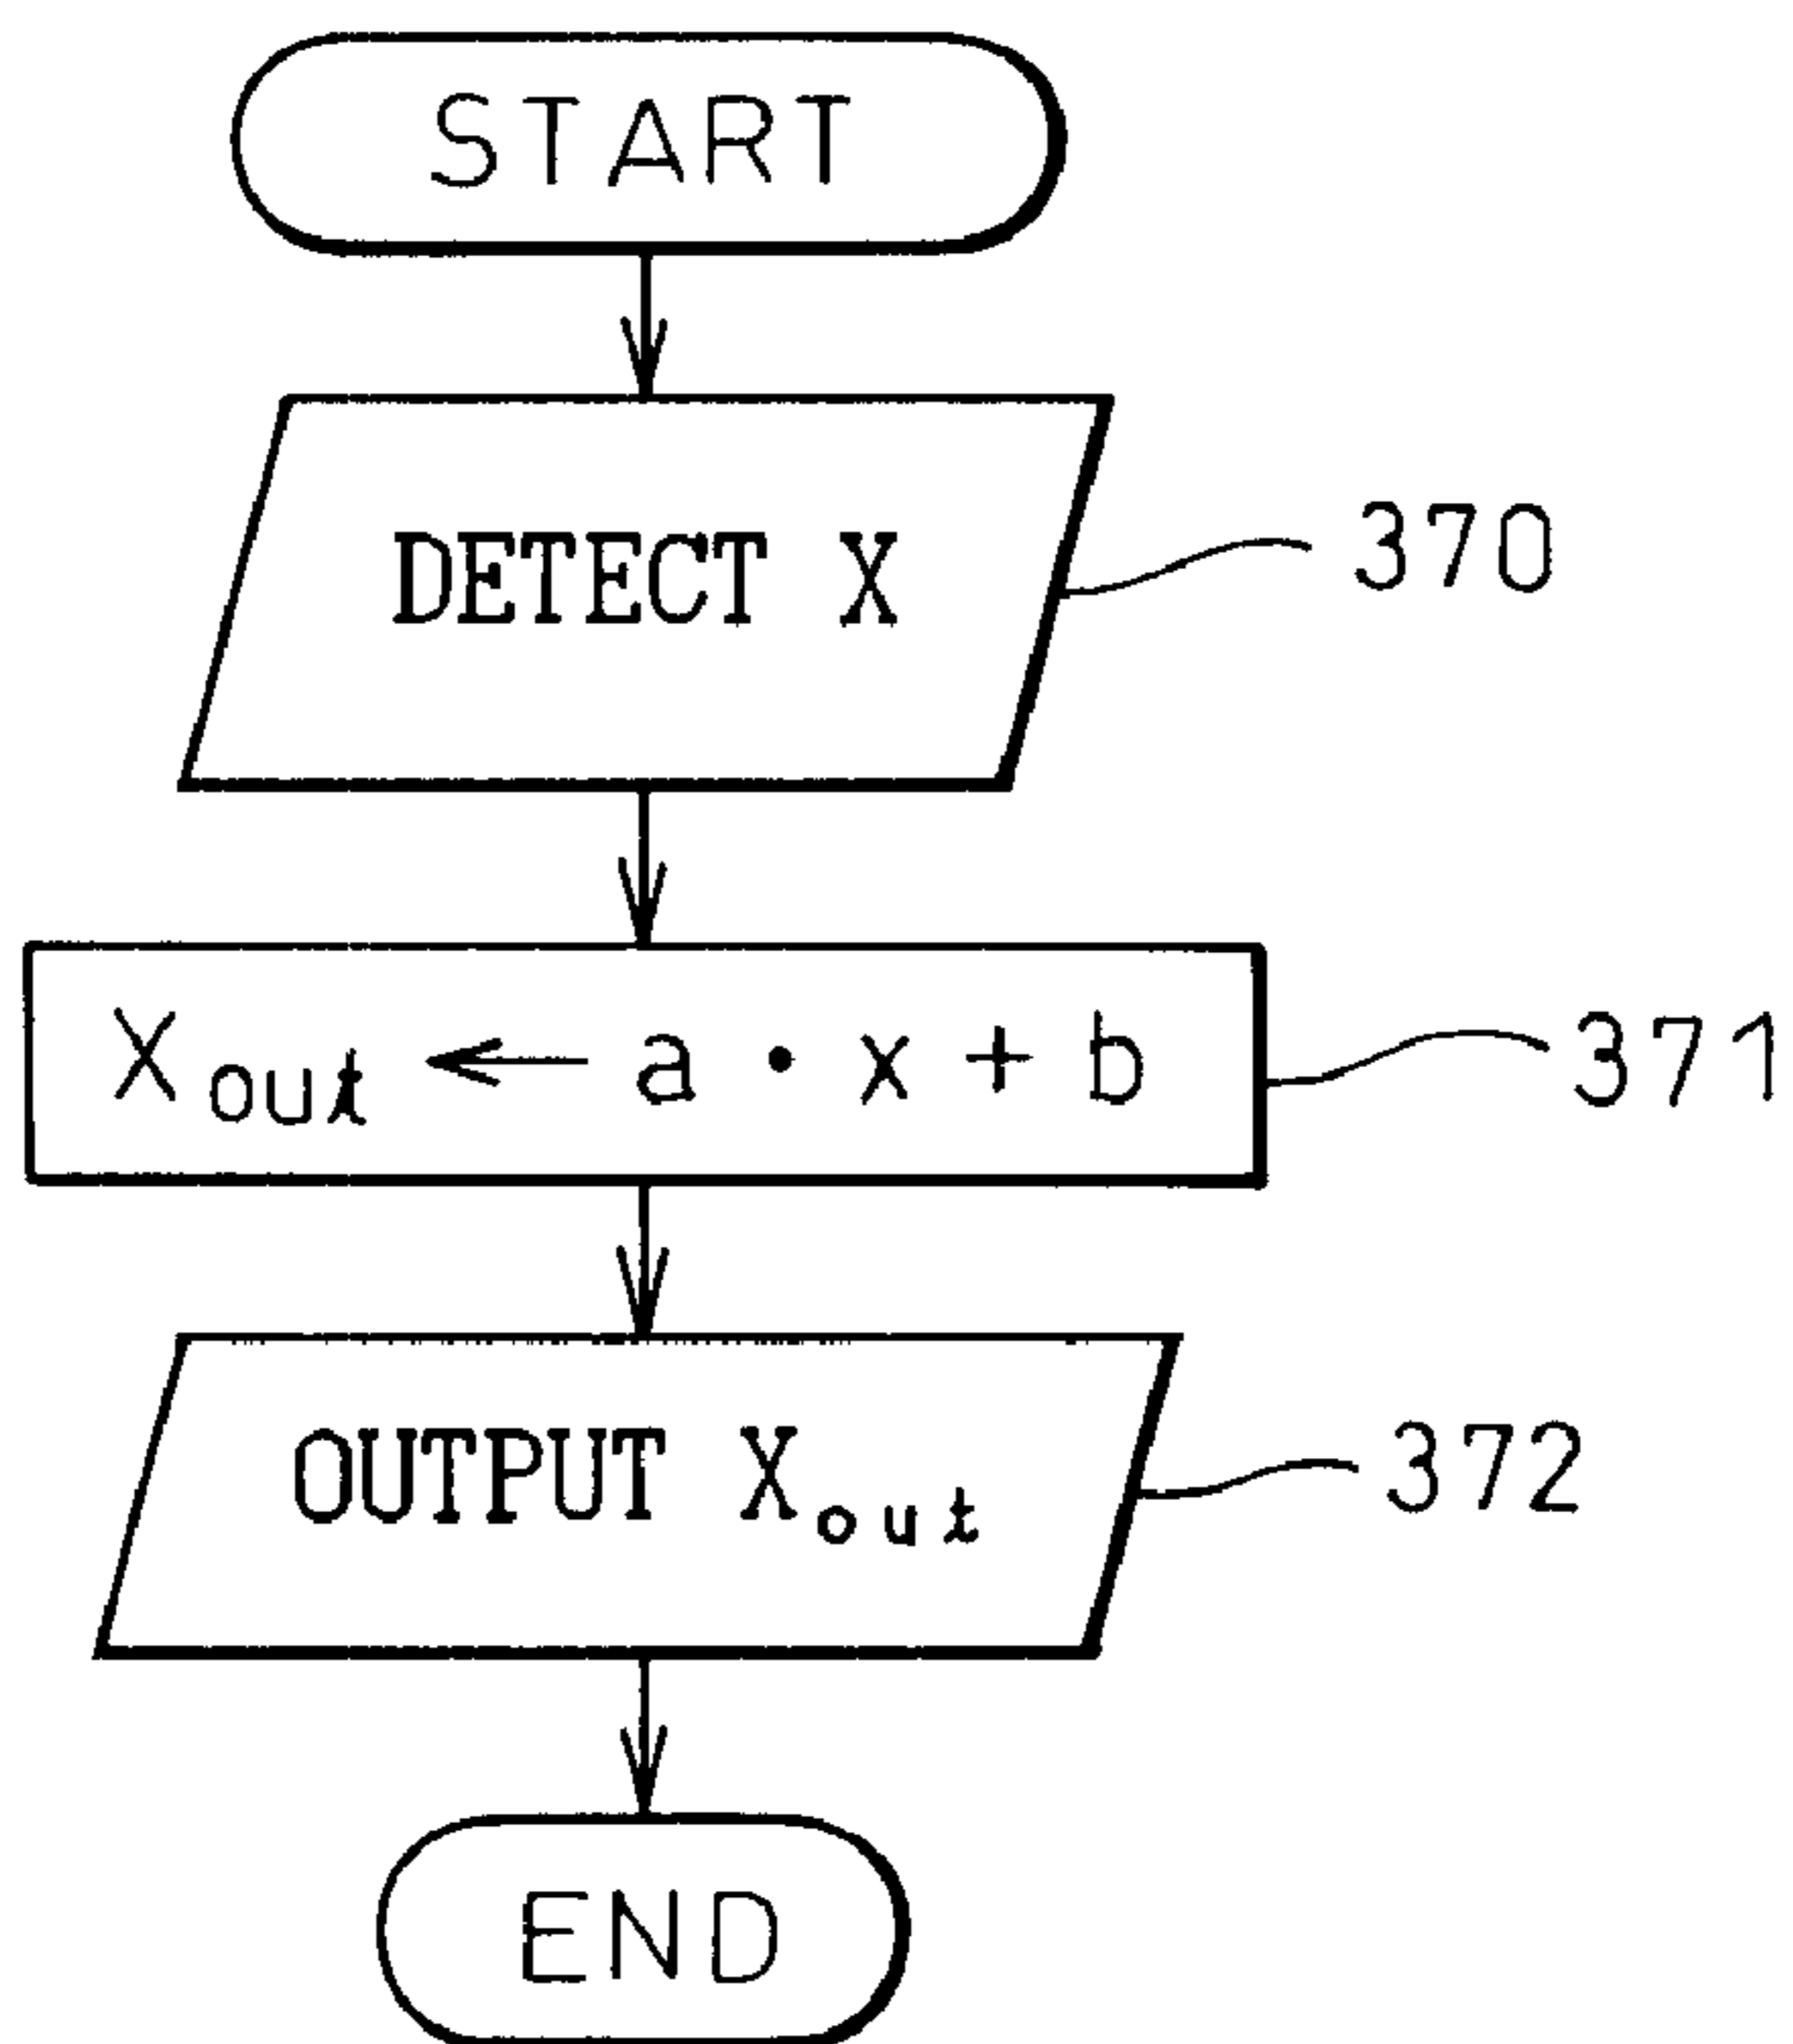 START
DETECT X
370
Xout ← a • x + b
371
OUTPUT Xout
372
END